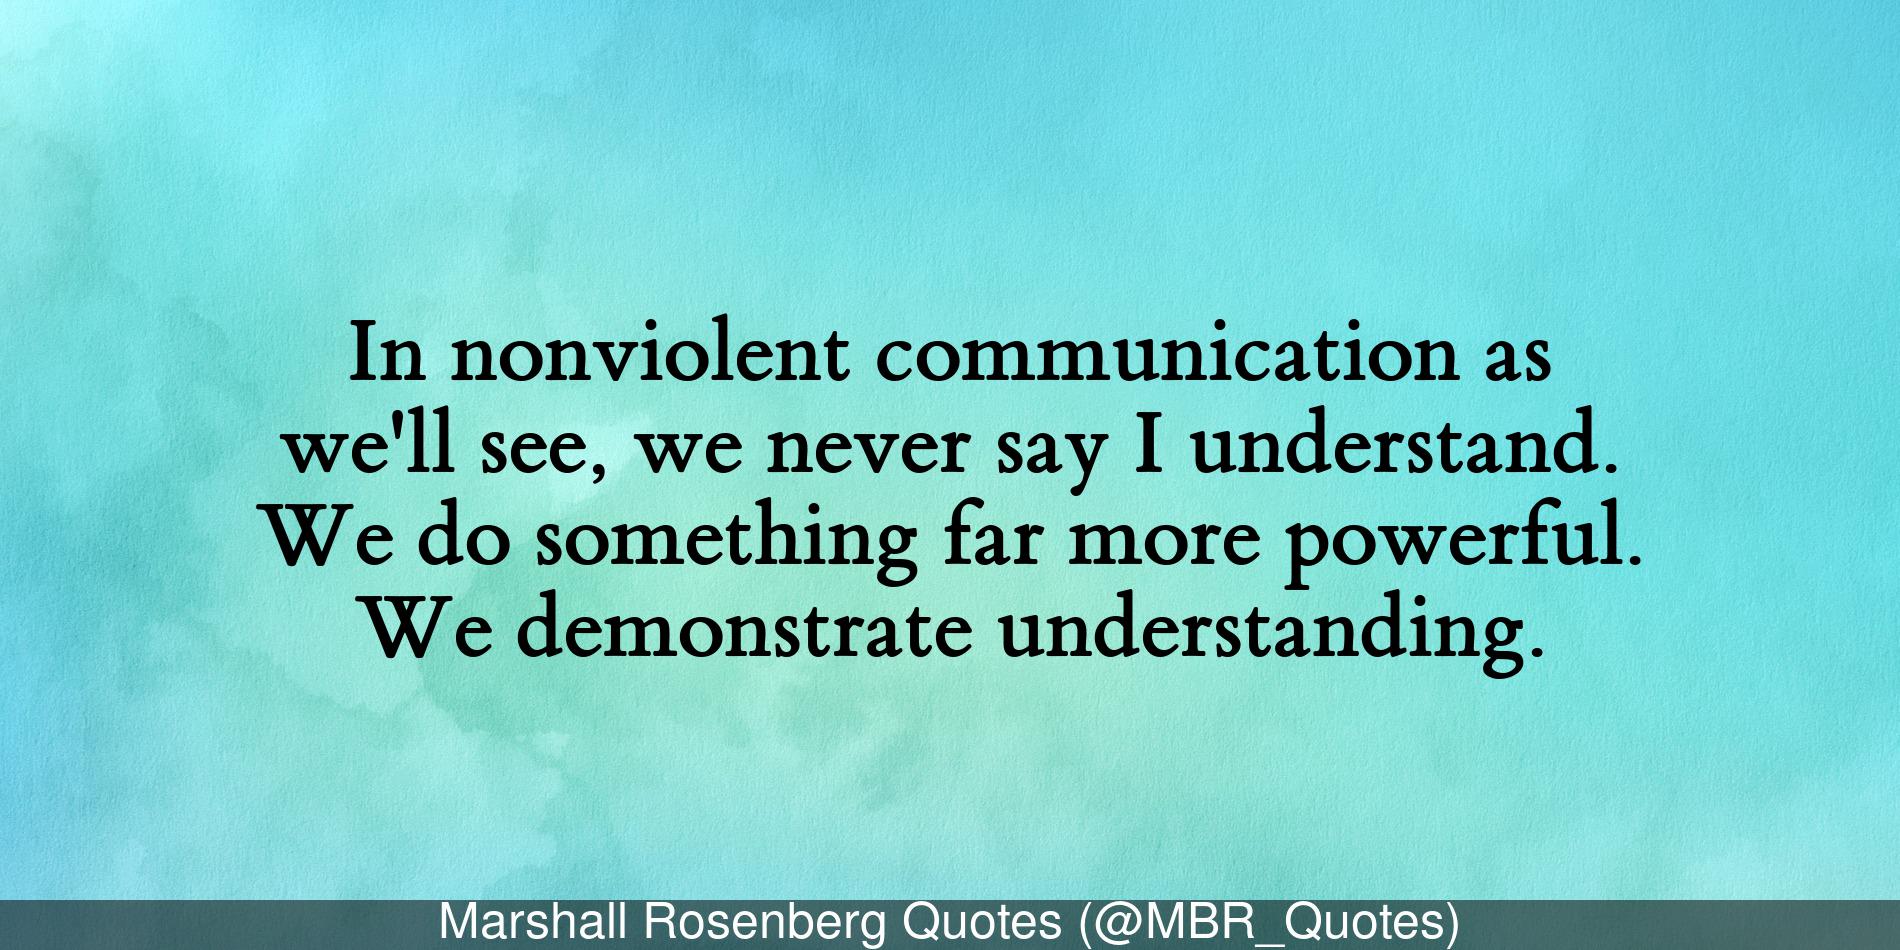 In nonviolent communication as
we'll see, we never say I understand.
We do something far more powerful.
We demonstrate understanding.
Marshall Rosenberg Quotes (@MBR_Quotes)